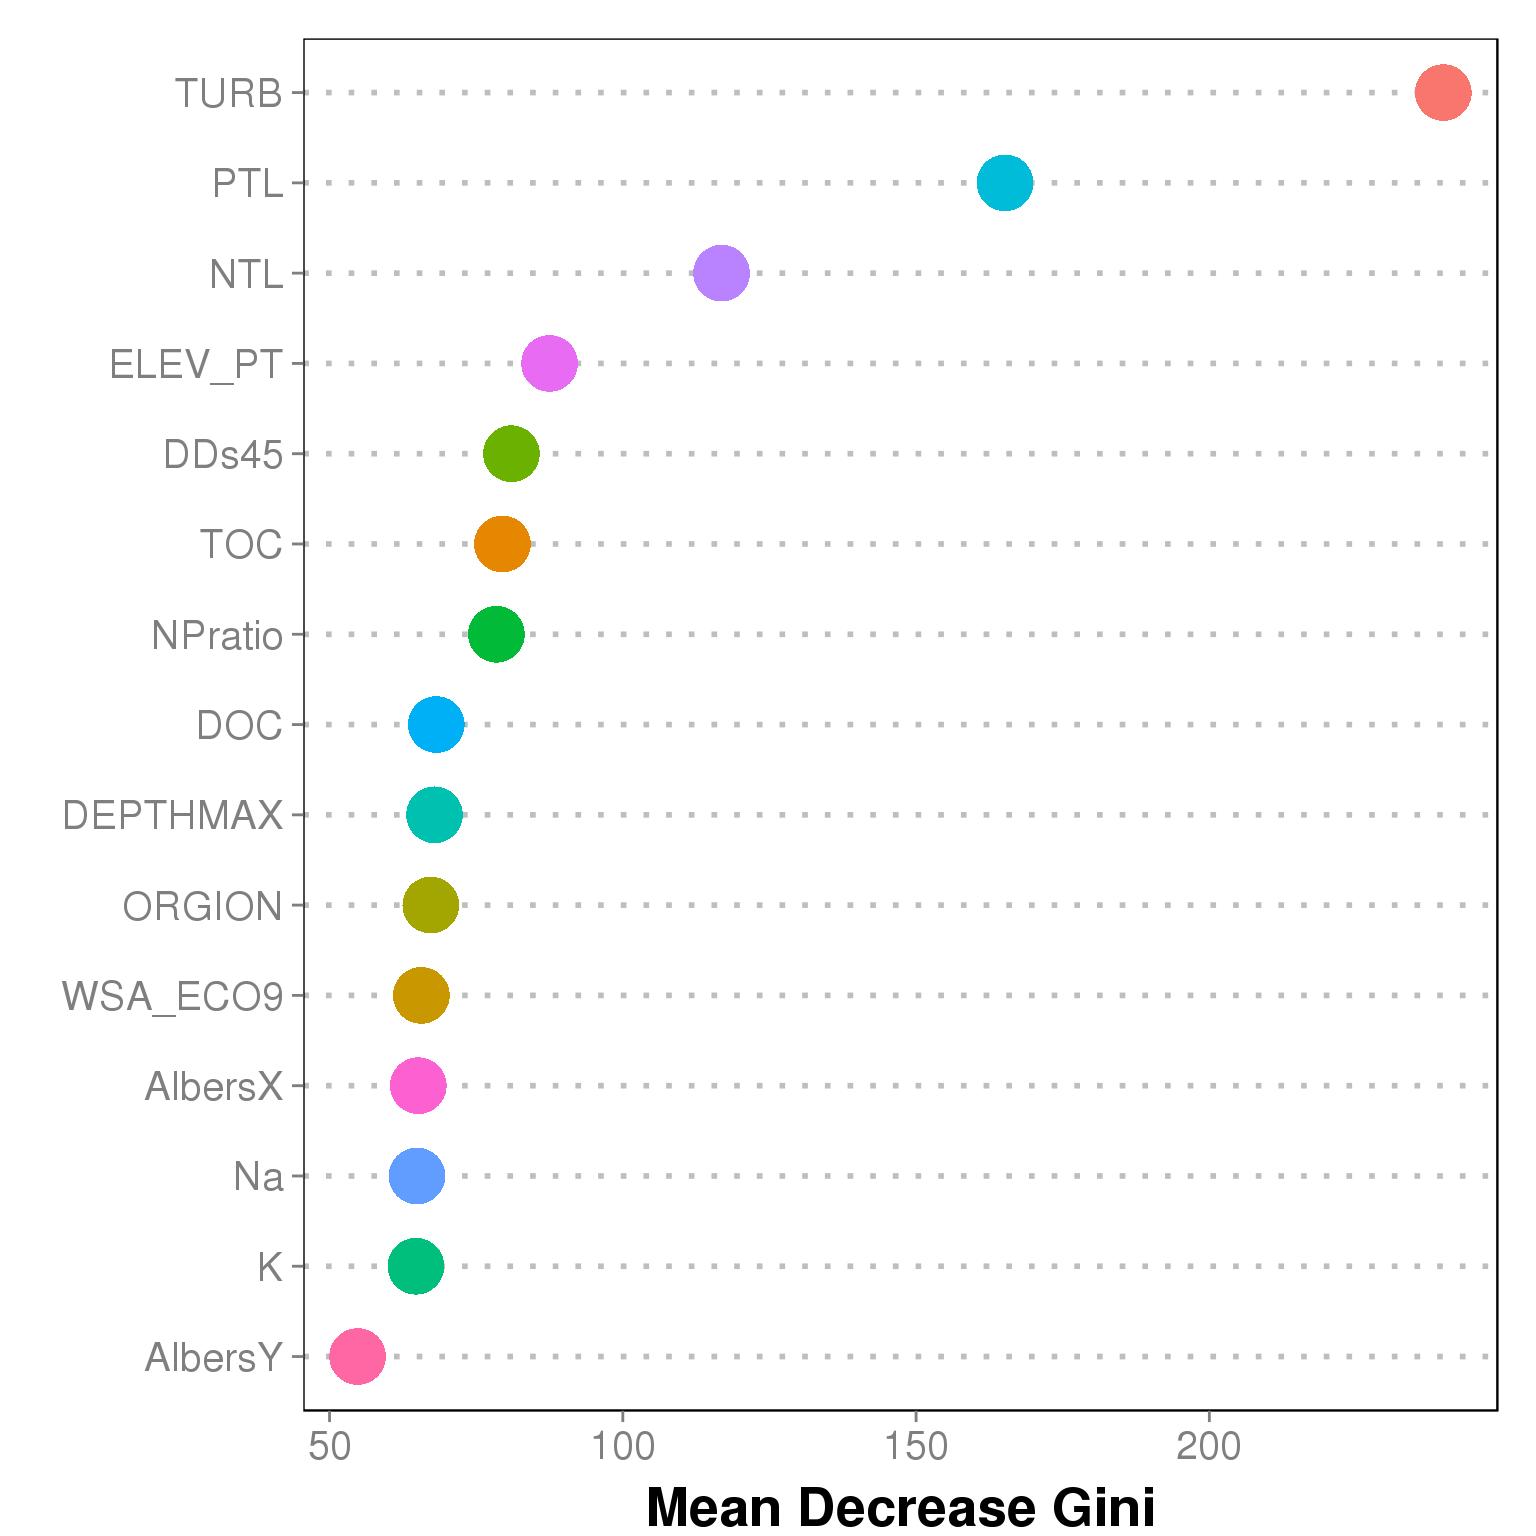 TURB
PTL
NTL
ELEV_PT
DDs45
TOC
NPratio
DOC
DEPTHMAX
ORGION
WSA_ECO9
AlbersX
Na
K
AlbersY
50 100 150 200
Mean Decrease Gini